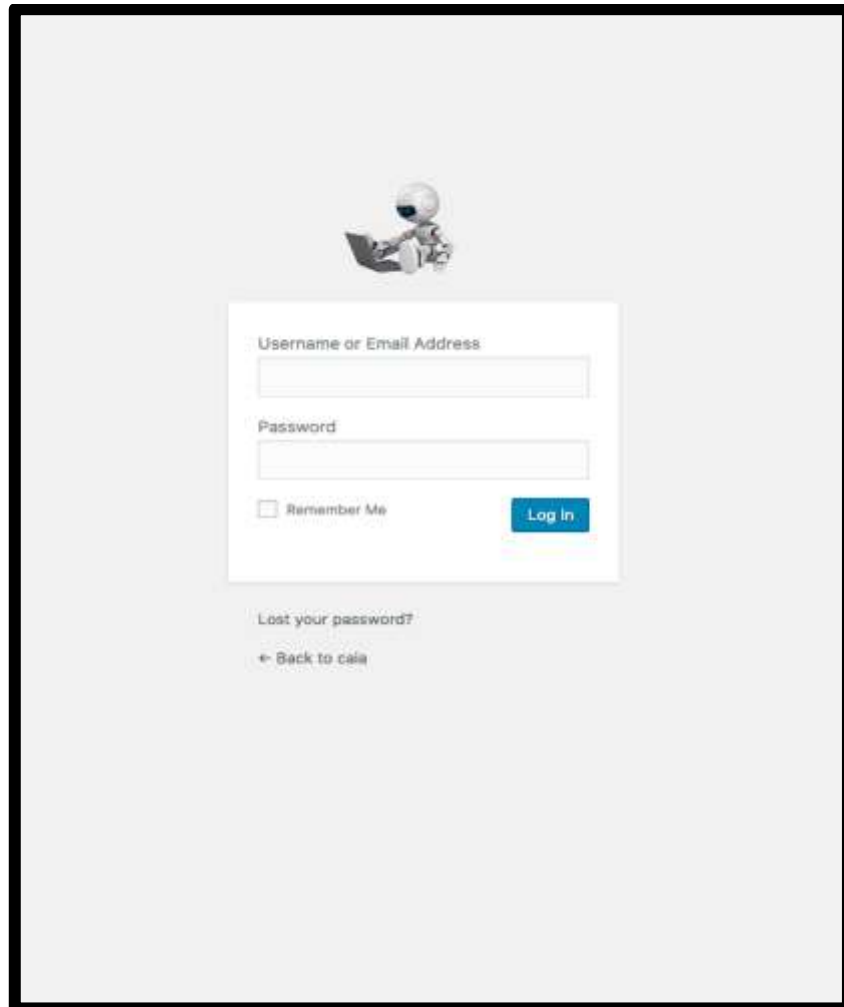 Username or Email Address
Password
Remember Me
Log In
Lost your password?
← Back to caia